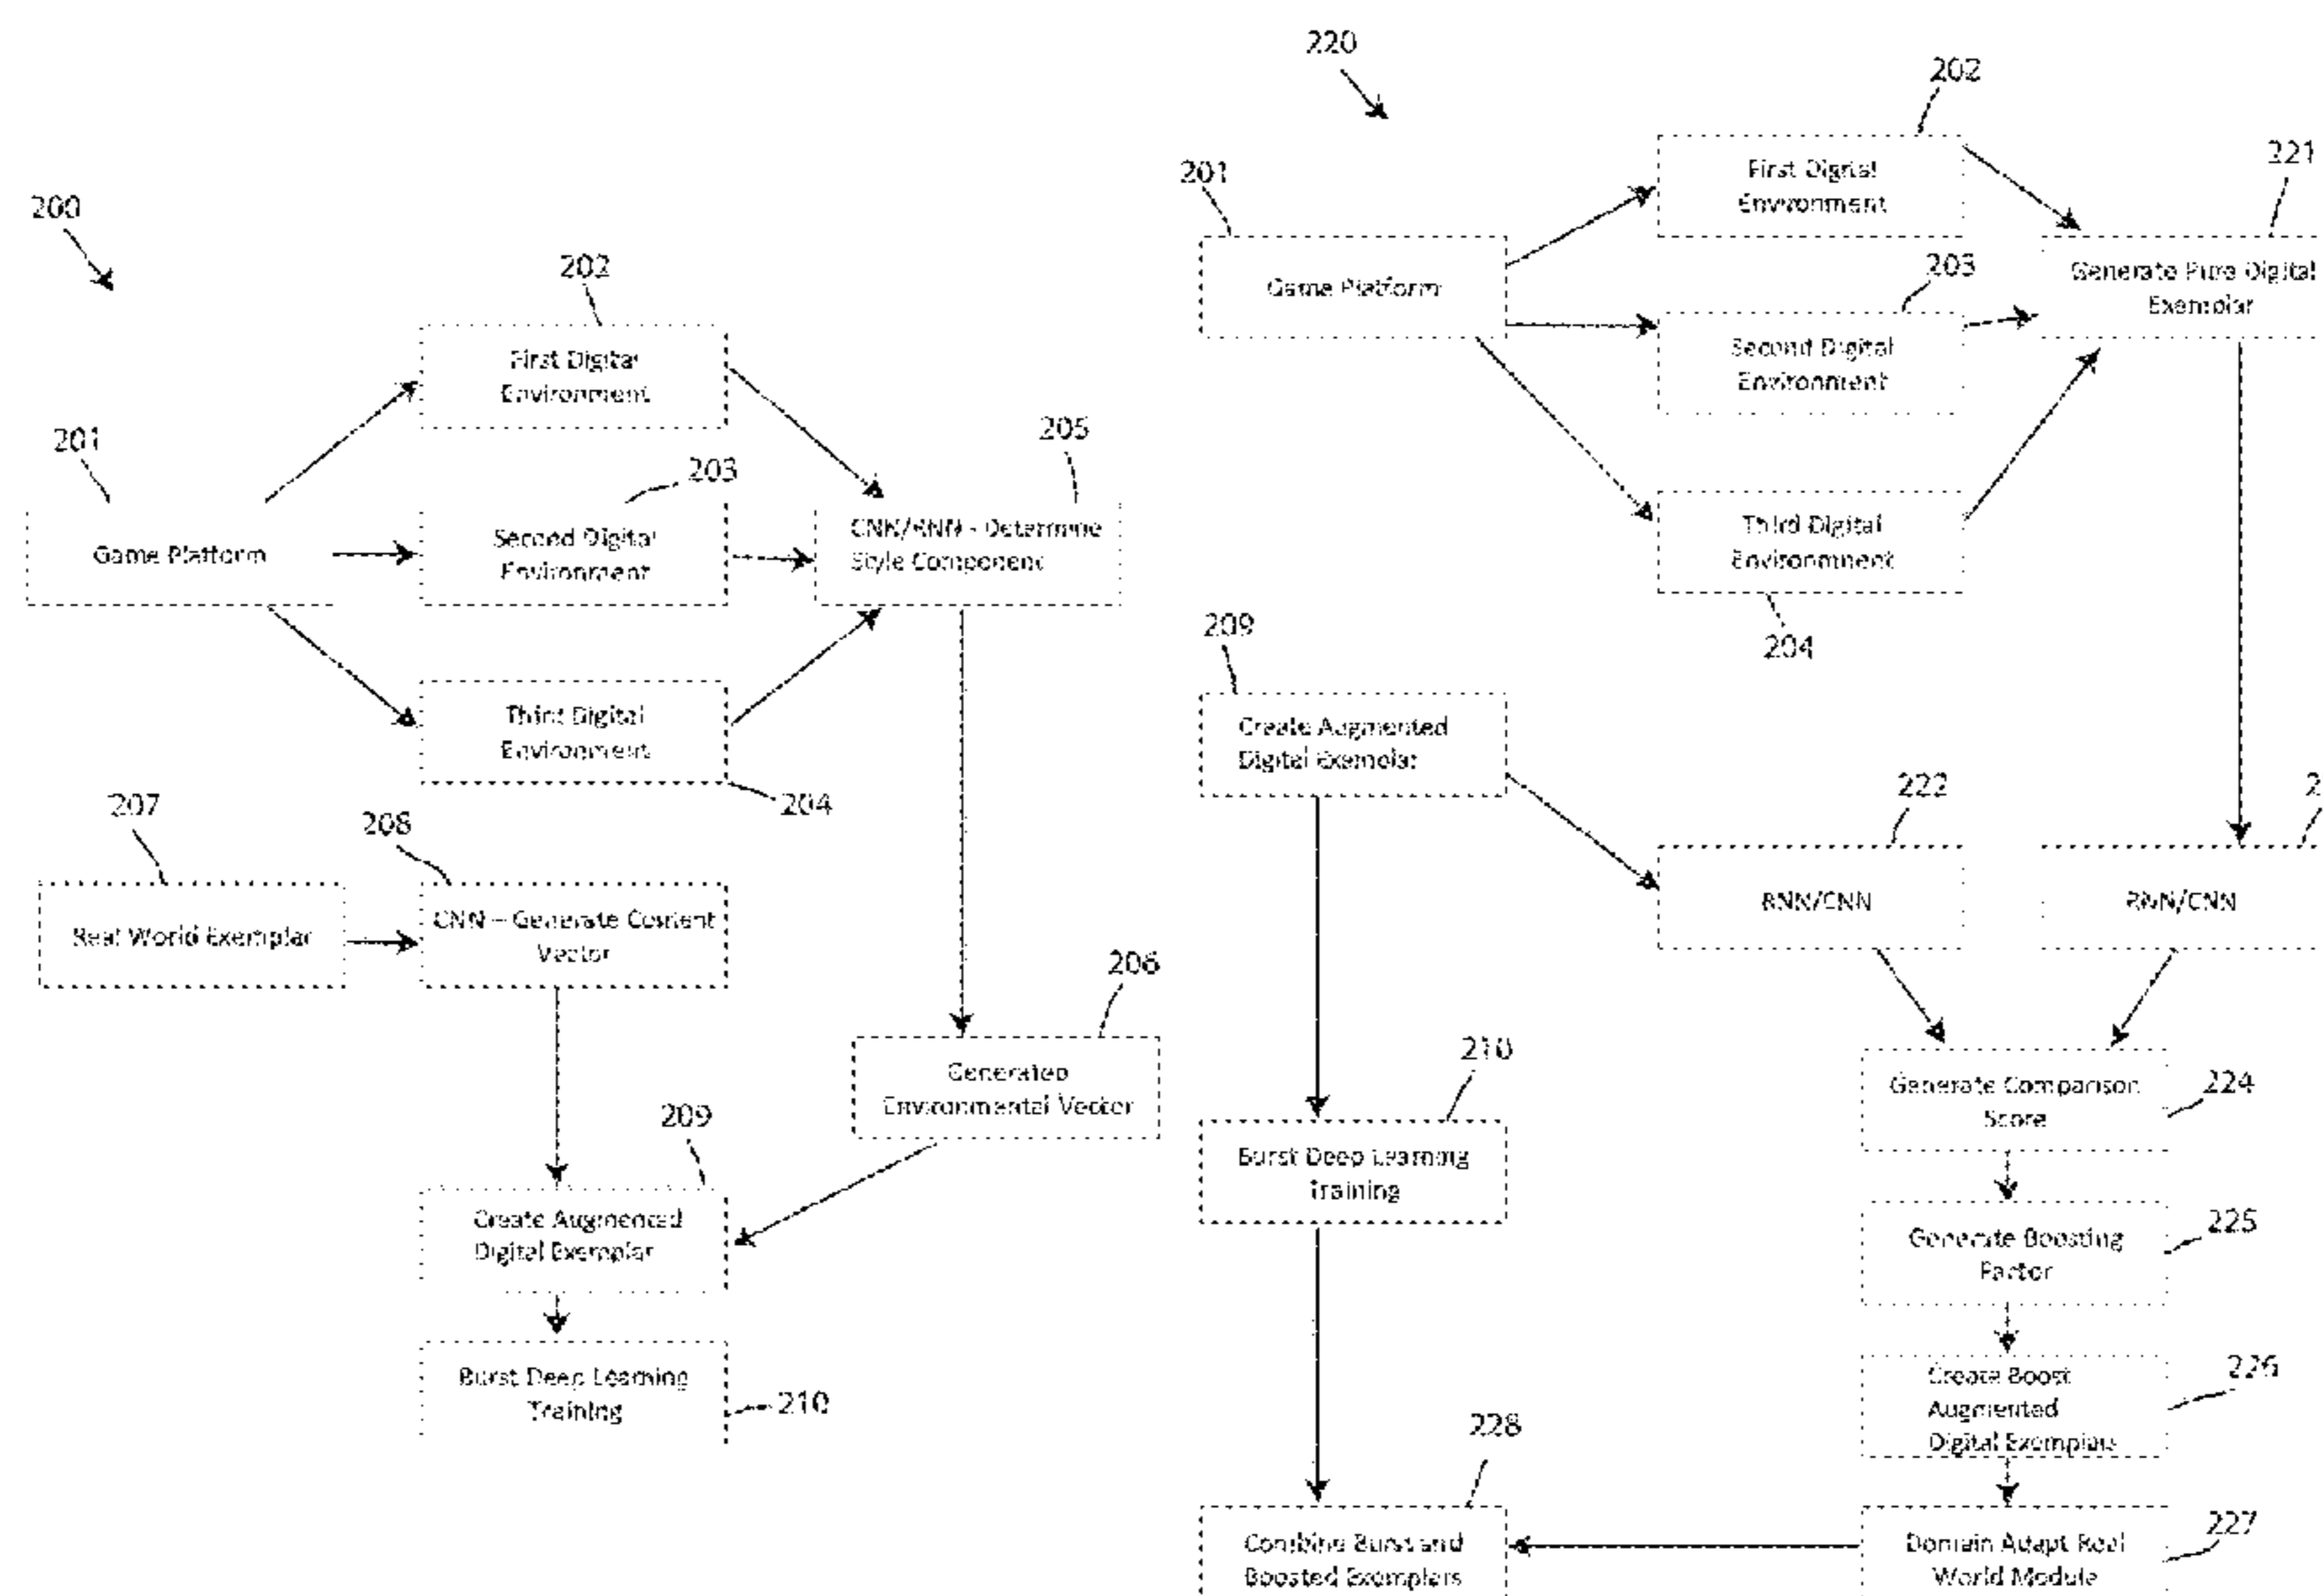 200
201
Game Platform
202
First Digital
Environment
203
Second Digital
Environment
Third Digital
Environment
204
205
CNN/RNN - Determine
Style Component
207
Real World Exemplar
208
CNN – Generate Content
Vector
206
Generated
Environmental Vector
209
Create Augmented
Digital Exemplar
Burst Deep Learning
Training
210
220
201
Game Platform
202
First Digital
Environment
203
Second Digital
Environment
Third Digital
Environment
204
221
Generate Pure Digital
Exemplar
209
Create Augmented
Digital Exemplar
222
RNN/CNN
RNN/CNN
210
Burst Deep Learning
Training
Generate Comparison
Score
224
Generate Boosting
Factor
225
Create Boost
Augmented
Digital Exemplars
226
228
Combine Burst and
Boosted Exemplars
Domain Adapt Real
World Module
227